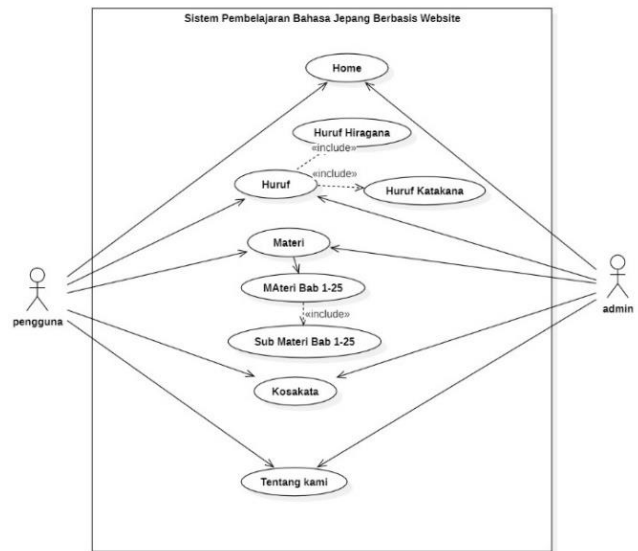 Sistem Pembelajaran Bahasa Jepang Berbasis Website
Home
Huruf Hiragana
«include»
«include»
Huruf
Huruf Katakana
Materi
MAteri Bab 1-25
pengguna
admin
«include»
Sub Materi Bab 1-25
Kosakata
Tentang kami